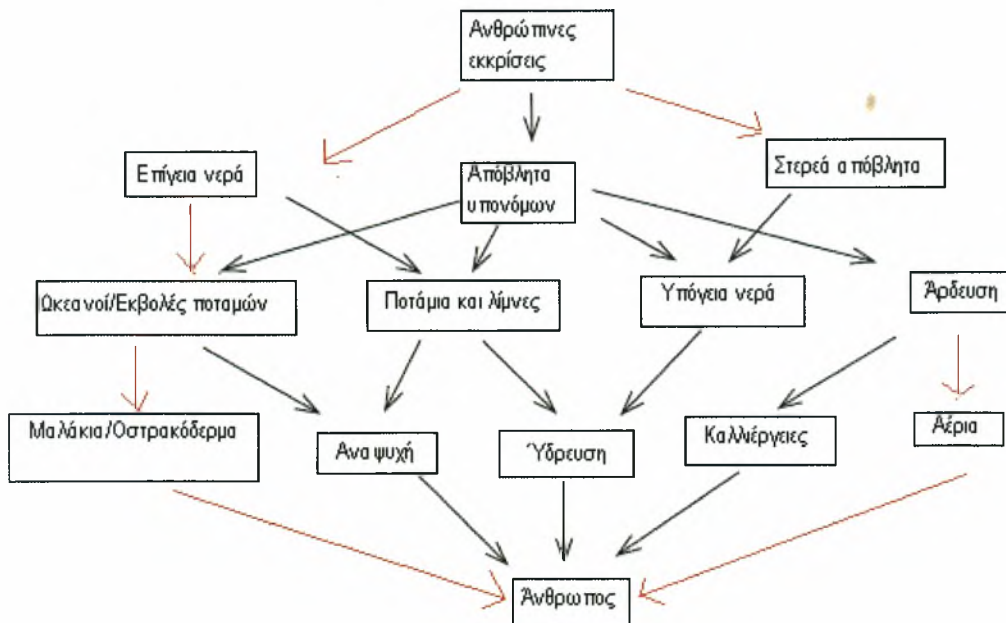 Ανθρώπινες
εκκρίσεις
Επίγεια νερά
Απόβλητα
υπονόμων
Στερεά απόβλητα
Ωκεανοί/Εκβολές ποταμών
Ποτάμια και λίμνες
Υπόγεια νερά
Άρδευση
Μαλάκια/Οστρακόδερμα
Αναψυχή
Ύδρευση
Καλλιέργειες
Αέρια
Άνθρωπος